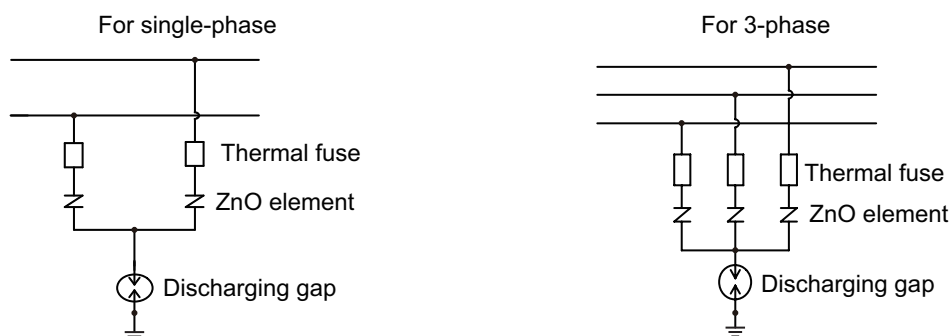 For single-phase
Thermal fuse
ZnO element
Discharging gap
For 3-phase
Thermal fuse
ZnO element
Discharging gap